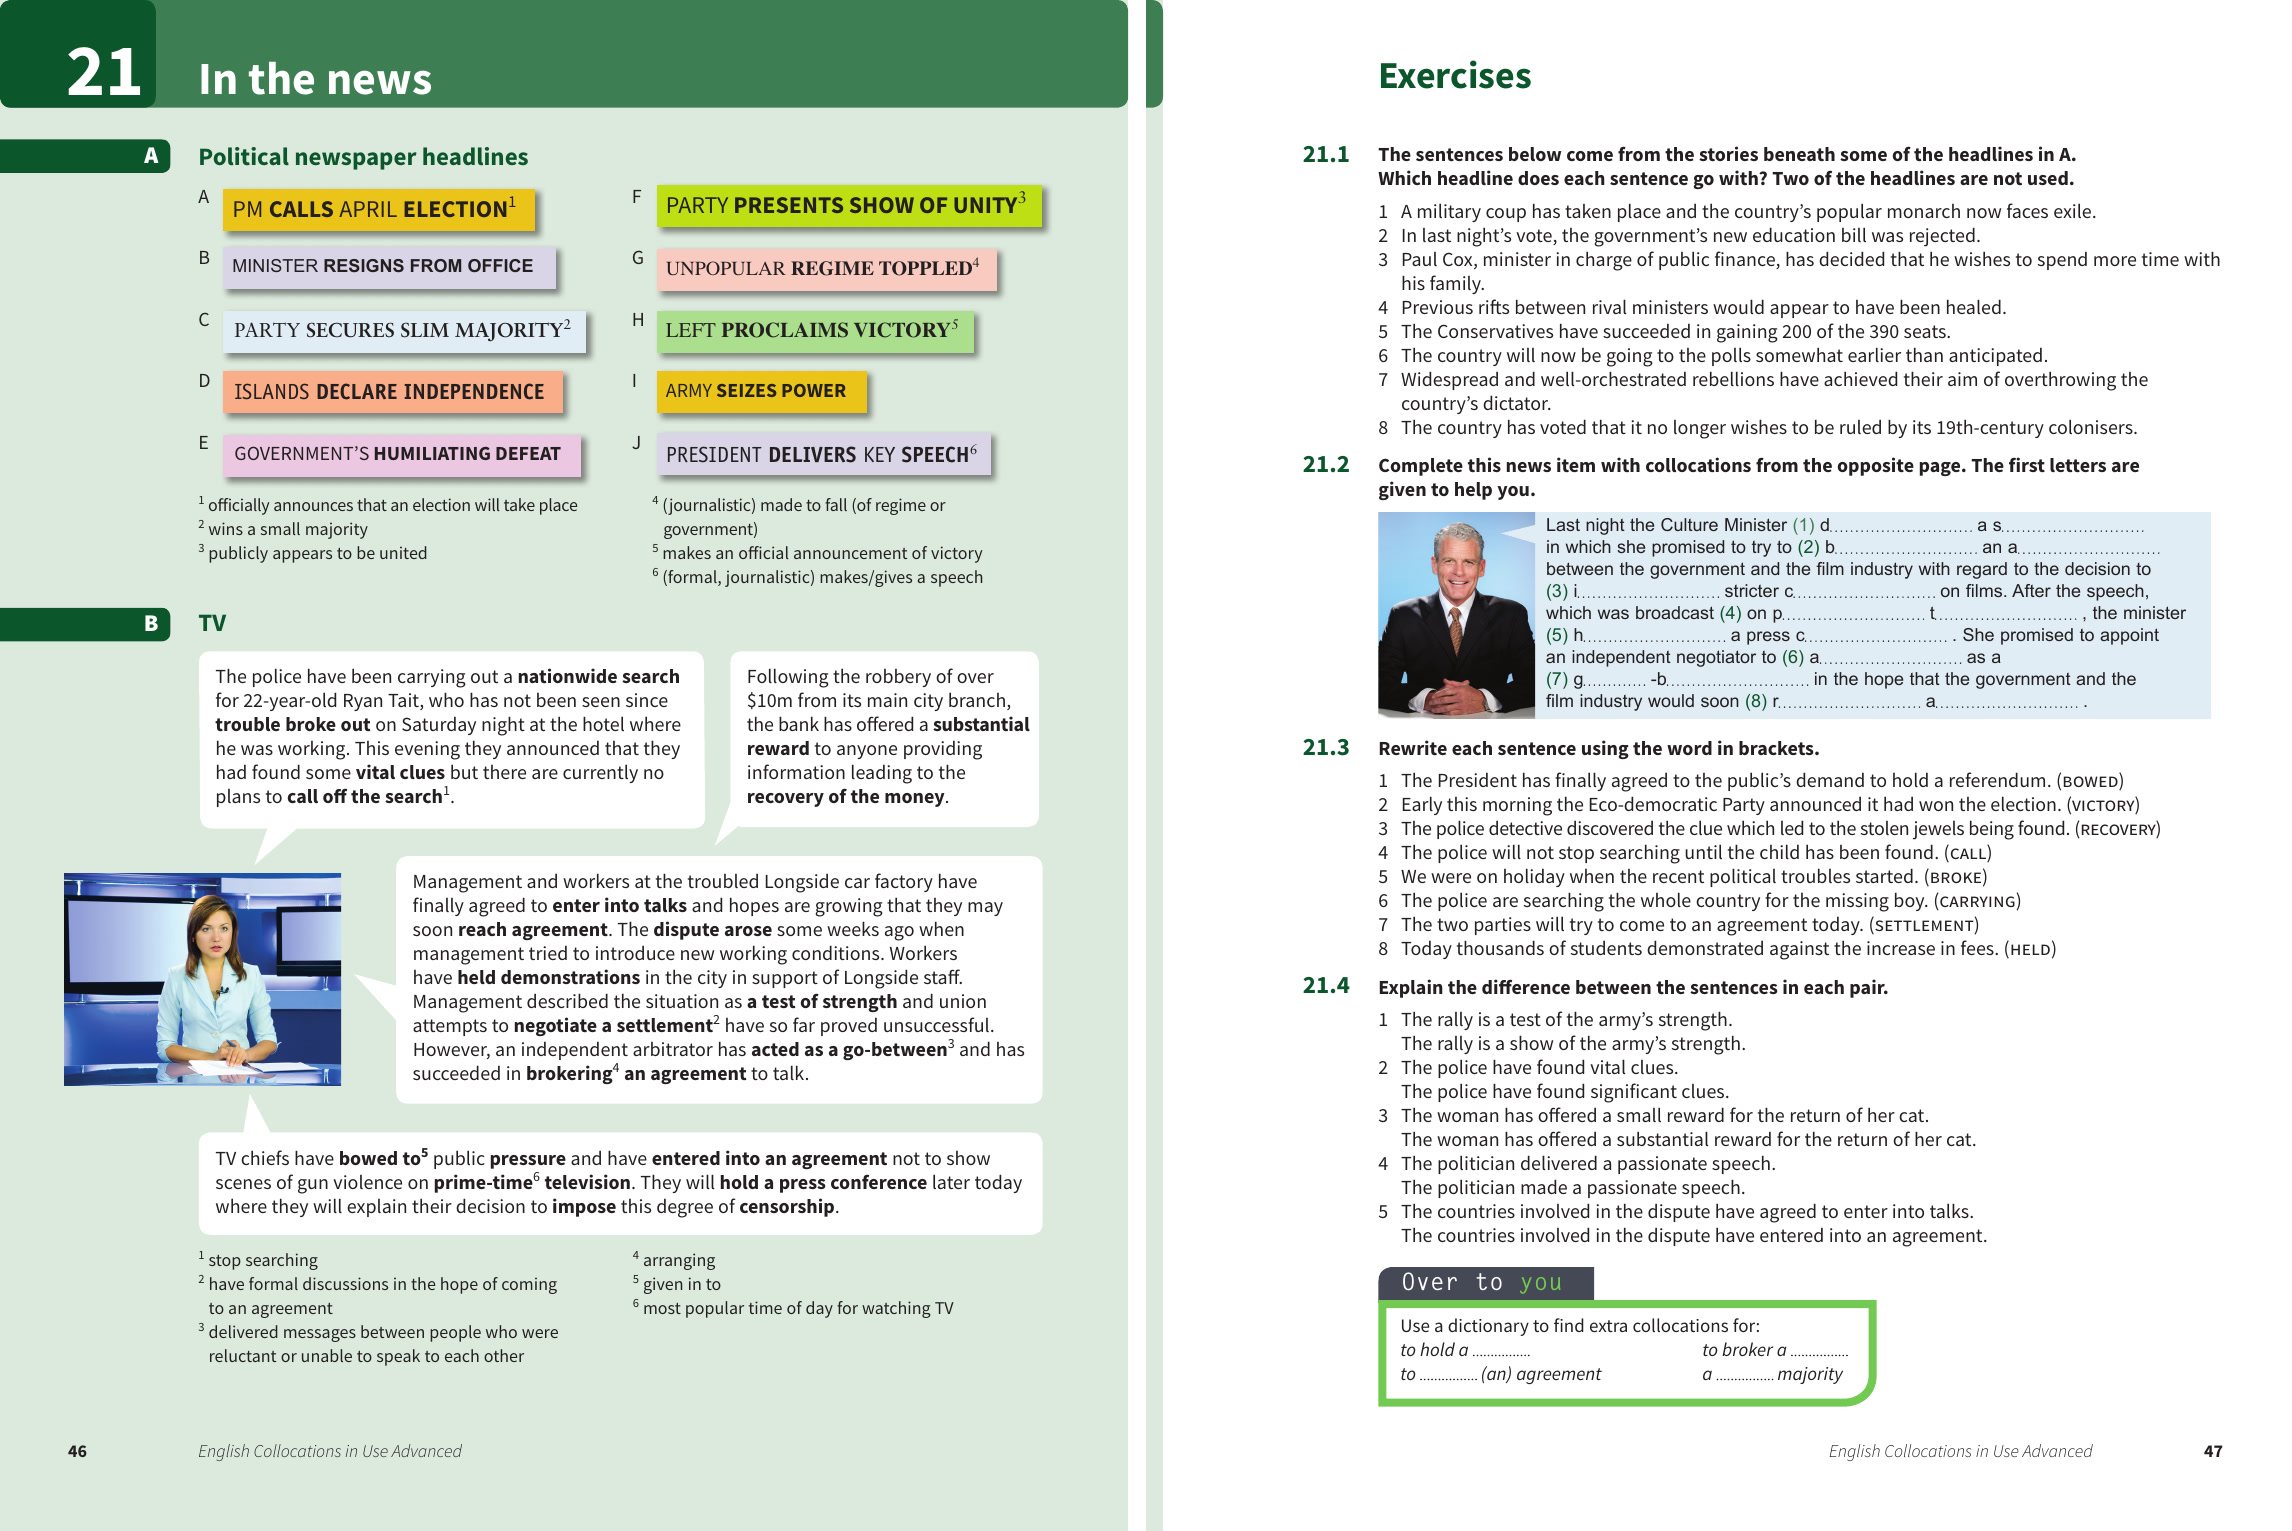 21
In the news
A
Political newspaper headlines
A PM CALLS APRIL ELECTION1
B MINISTER RESIGNS FROM OFFICE
C PARTY SECURES SLIM MAJORITY2
D ISLANDS DECLARE INDEPENDENCE
E GOVERNMENT'S HUMILIATING DEFEAT
F PARTY PRESENTS SHOW OF UNITY3
G UNPOPULAR REGIME TOPPLED4
H LEFT PROCLAIMS VICTORY5
I ARMY SEIZES POWER
J PRESIDENT DELIVERS KEY SPEECH6
1 officially announces that an election will take place
2 wins a small majority
3 publicly appears to be united
4 (journalistic) made to fall (of regime or
government)
5 makes an official announcement of victory
6 (formal, journalistic) makes/gives a speech
B
TV
The police have been carrying out a nationwide search
for 22-year-old Ryan Tait, who has not been seen since
trouble broke out on Saturday night at the hotel where
he was working. This evening they announced that they
had found some vital clues but there are currently no
plans to call off the search1.
Following the robbery of over
$10m from its main city branch,
the bank has offered a substantial
reward to anyone providing
information leading to the
recovery of the money.
Management and workers at the troubled Longside car factory have
finally agreed to enter into talks and hopes are growing that they may
soon reach agreement. The dispute arose some weeks ago when
management tried to introduce new working conditions. Workers
have held demonstrations in the city in support of Longside staff.
Management described the situation as a test of strength and union
attempts to negotiate a settlement2 have so far proved unsuccessful.
However, an independent arbitrator has acted as a go-between3 and has
succeeded in brokering4 an agreement to talk.
TV chiefs have bowed to5 public pressure and have entered into an agreement not to show
scenes of gun violence on prime-time6 television. They will hold a press conference later today
where they will explain their decision to impose this degree of censorship.
1 stop searching
2 have formal discussions in the hope of coming
to an agreement
3 delivered messages between people who were
reluctant or unable to speak to each other
4 arranging
5 given in to
6 most popular time of day for watching TV
46 English Collocations in Use Advanced
Exercises
21.1 The sentences below come from the stories beneath some of the headlines in A.
Which headline does each sentence go with? Two of the headlines are not used.
1 A military coup has taken place and the country's popular monarch now faces exile.
2 In last night's vote, the government's new education bill was rejected.
3 Paul Cox, minister in charge of public finance, has decided that he wishes to spend more time with
his family.
4 Previous rifts between rival ministers would appear to have been healed.
5 The Conservatives have succeeded in gaining 200 of the 390 seats.
6 The country will now be going to the polls somewhat earlier than anticipated.
7 Widespread and well-orchestrated rebellions have achieved their aim of overthrowing the
country's dictator.
8 The country has voted that it no longer wishes to be ruled by its 19th-century colonisers.
21.2 Complete this news item with collocations from the opposite page. The first letters are
given to help you.
Last night the Culture Minister (1) d............................ a s............................
in which she promised to try to (2) b............................ an a............................
between the government and the film industry with regard to the decision to
(3) i............................ stricter c............................ on films. After the speech,
which was broadcast (4) on p............................ t............................ , the minister
(5) h............................ a press c............................ . She promised to appoint
an independent negotiator to (6) a............................ as a
(7) g............ -b............................ in the hope that the government and the
film industry would soon (8) r............................ a............................ .
21.3 Rewrite each sentence using the word in brackets.
1 The President has finally agreed to the public's demand to hold a referendum. (BOWED)
2 Early this morning the Eco-democratic Party announced it had won the election. (VICTORY)
3 The police detective discovered the clue which led to the stolen jewels being found. (RECOVERY)
4 The police will not stop searching until the child has been found. (CALL)
5 We were on holiday when the recent political troubles started. (BROKE)
6 The police are searching the whole country for the missing boy. (CARRYING)
7 The two parties will try to come to an agreement today. (SETTLEMENT)
8 Today thousands of students demonstrated against the increase in fees. (HELD)
21.4 Explain the difference between the sentences in each pair.
1 The rally is a test of the army's strength.
The rally is a show of the army's strength.
2 The police have found vital clues.
The police have found significant clues.
3 The woman has offered a small reward for the return of her cat.
The woman has offered a substantial reward for the return of her cat.
4 The politician delivered a passionate speech.
The politician made a passionate speech.
5 The countries involved in the dispute have agreed to enter into talks.
The countries involved in the dispute have entered into an agreement.
Over to you
Use a dictionary to find extra collocations for:
to hold a ................ to broker a ................
to ................ (an) agreement a ................ majority
English Collocations in Use Advanced 47